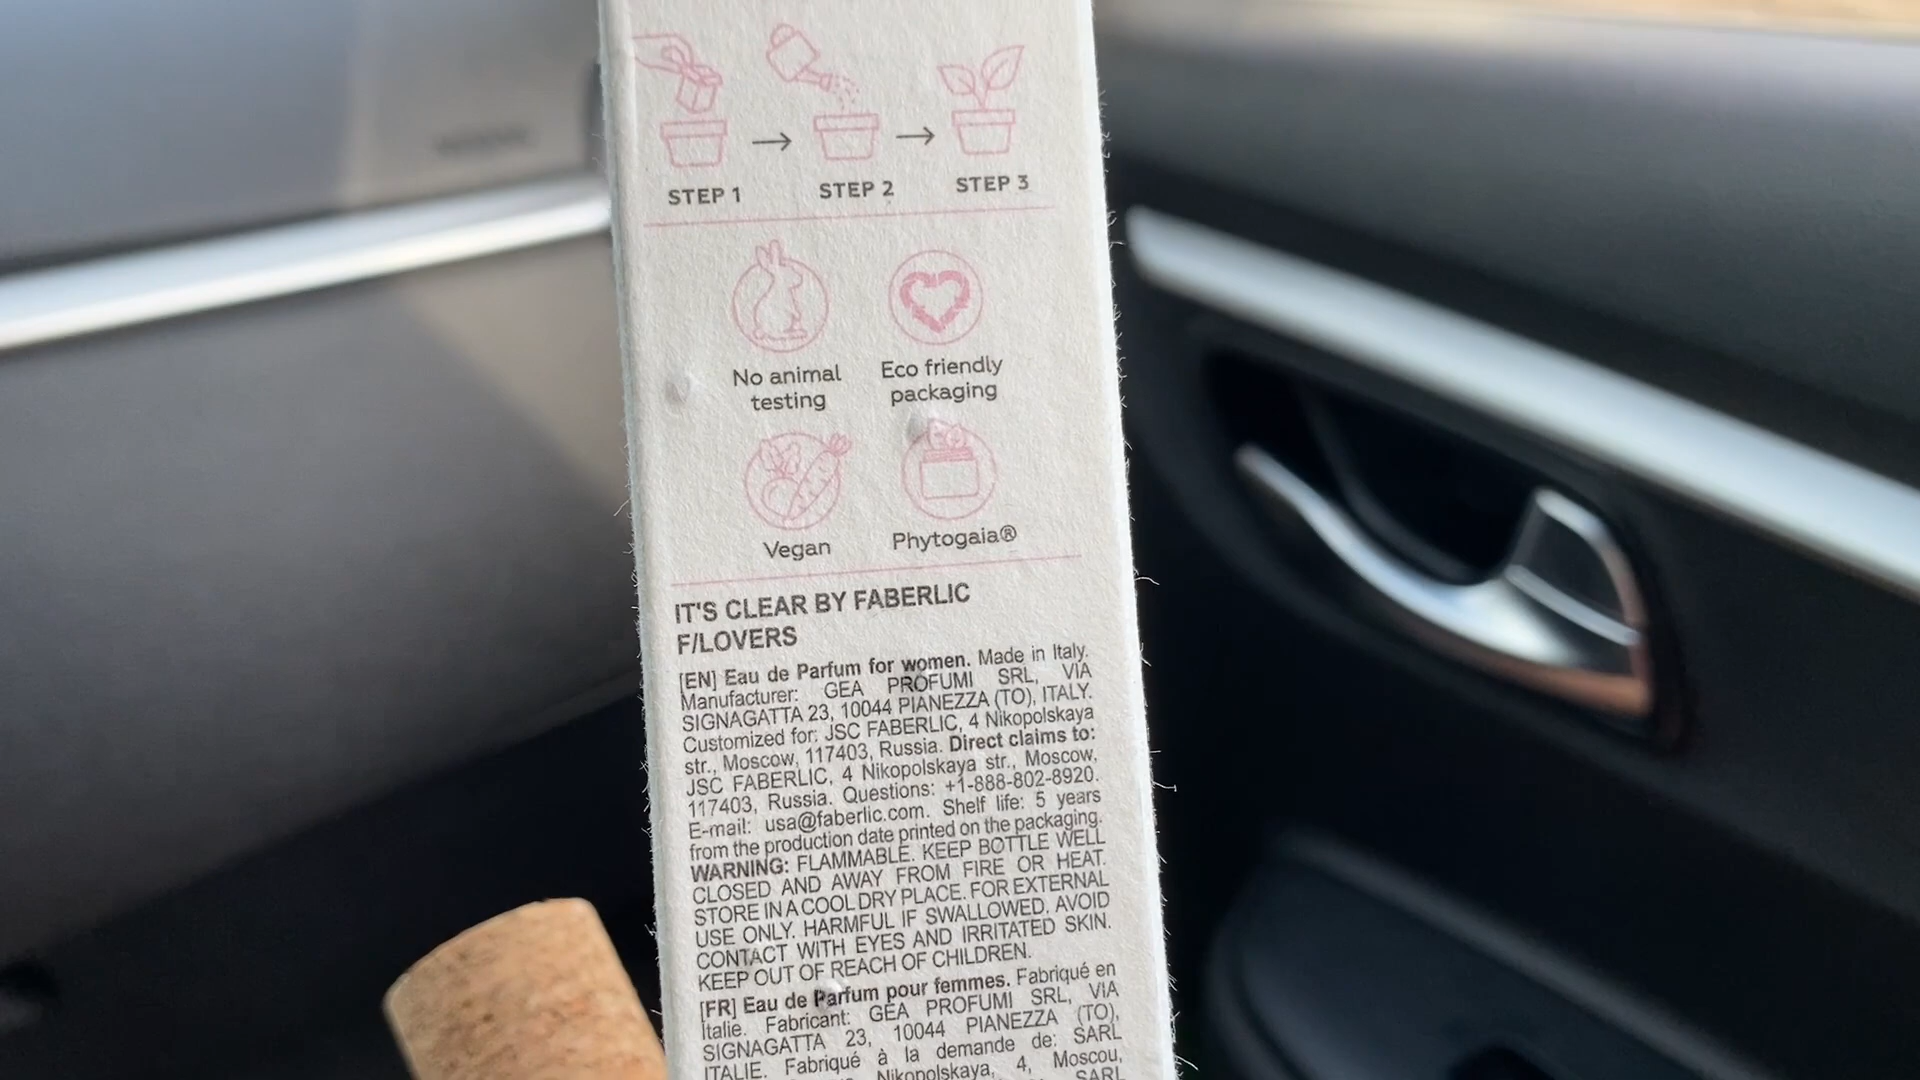 STEP 1
STEP 2
STEP 3
No animal
testing
Eco friendly
packaging
Vegan
Phytogaia®
IT'S CLEAR BY FABERLIC
F/LOVERS
[EN] Eau de Parfum for women. Made in Italy.
Manufacturer: GEA PROFUMI SRL, VIA
SIGNAGATTA 23, 10044 PIANEZZA (TO), ITALY.
Customized for: JSC FABERLIC, 4 Nikopolskaya
str., Moscow, 117403, Russia. Direct claims to:
JSC FABERLIC, 4 Nikopolskaya str., Moscow,
117403, Russia. Questions: +1-888-802-8920.
E-mail: usa@faberlic.com. Shelf life: 5 years
from the production date printed on the packaging.
WARNING: FLAMMABLE. KEEP BOTTLE WELL
CLOSED AND AWAY FROM FIRE OR HEAT.
STORE IN A COOL DRY PLACE. FOR EXTERNAL
USE ONLY. HARMFUL IF SWALLOWED. AVOID
CONTACT WITH EYES AND IRRITATED SKIN.
KEEP OUT OF REACH OF CHILDREN.
[FR] Eau de Parfum pour femmes. Fabriqué en
Italie. Fabricant: GEA PROFUMI SRL, VIA
SIGNAGATTA 23, 10044 PIANEZZA (TO),
ITALIE. Fabriqué à la demande de: SARL
Nikopolskaya, 4, Moscou,
SARL